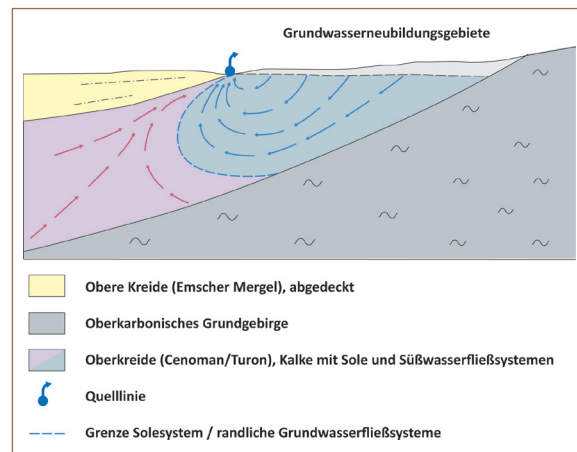 Grundwasserneubildungsgebiete
Obere Kreide (Emscher Mergel), abgedeckt
Oberkarbonisches Grundgebirge
Oberkreide (Cenoman/Turon), Kalke mit Sole und Süßwasserfließsystemen
Quelllinie
Grenze Solesystem / randliche Grundwasserfließsysteme